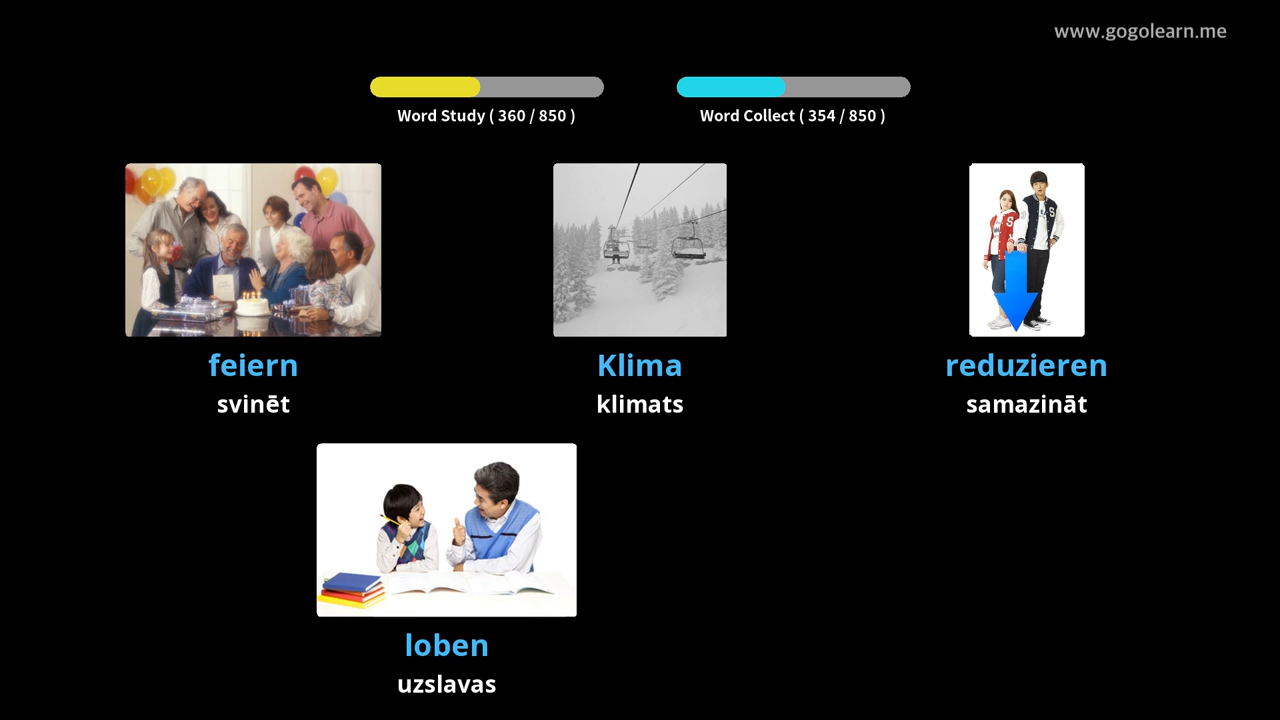 www.gogolearn.me
Word Study ( 360 / 850 )
Word Collect ( 354 / 850 )
feiern
svinēt
Klima
klimats
reduzieren
samazināt
loben
uzslavas